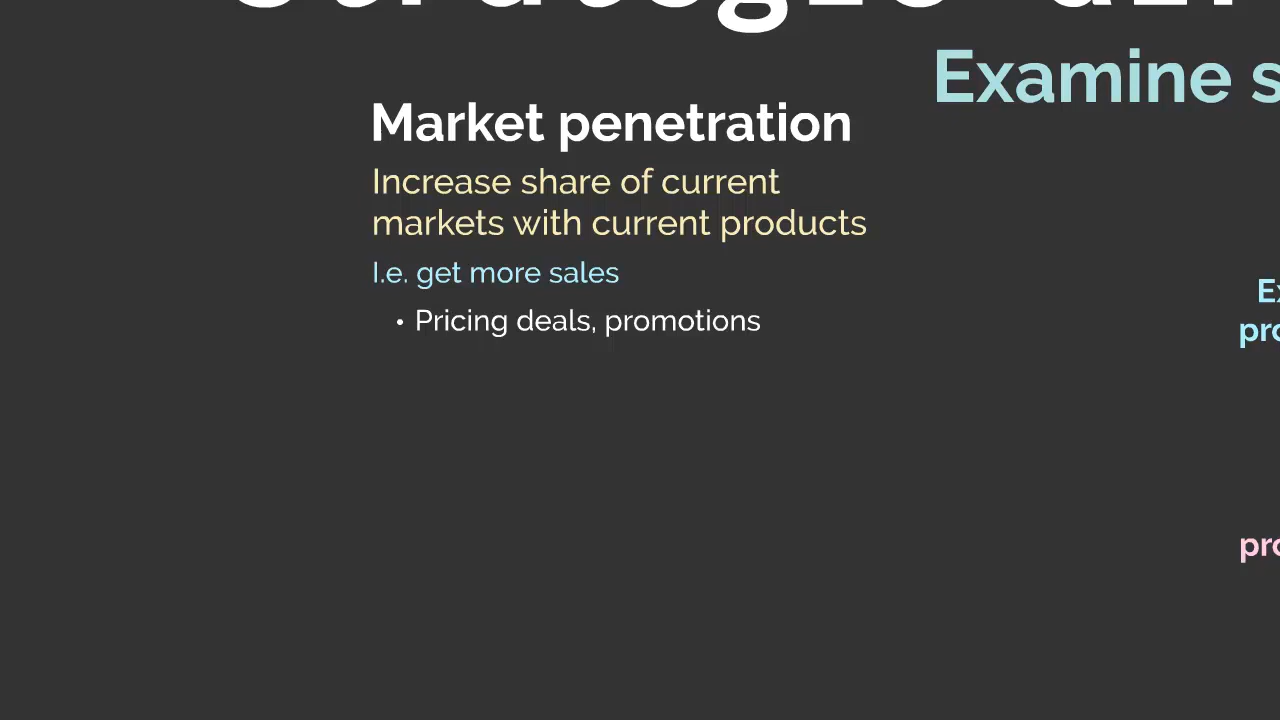 Examine
Market penetration
Increase share of current
markets with current products
I.e. get more sales
• Pricing deals, promotions